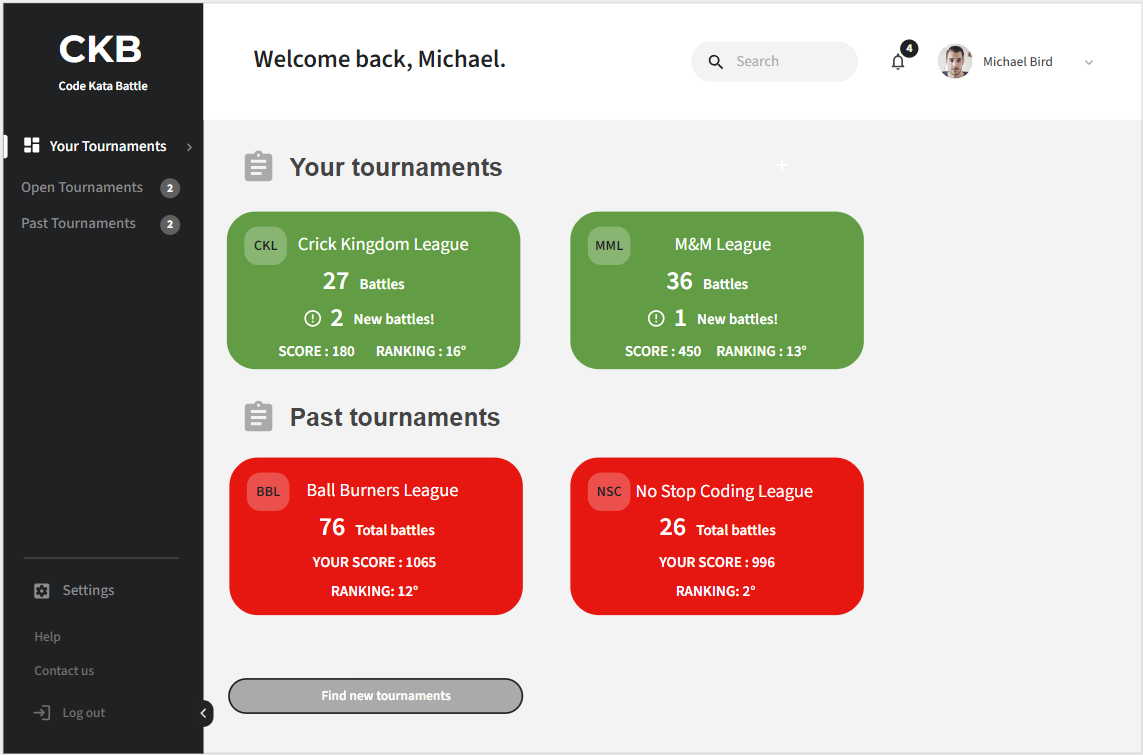 CKB
Code Kata Battle
Your Tournaments
Open Tournaments 2
Past Tournaments 2
Settings
Help
Contact us
Log out
Welcome back, Michael.
Search
4
Michael Bird
Your tournaments
CKL Crick Kingdom League
27 Battles
2 New battles!
SCORE : 180 RANKING : 16°
MML M&M League
36 Battles
1 New battles!
SCORE : 450 RANKING : 13°
Past tournaments
BBL Ball Burners League
76 Total battles
YOUR SCORE : 1065
RANKING: 12°
NSC No Stop Coding League
26 Total battles
YOUR SCORE : 996
RANKING: 2°
Find new tournaments